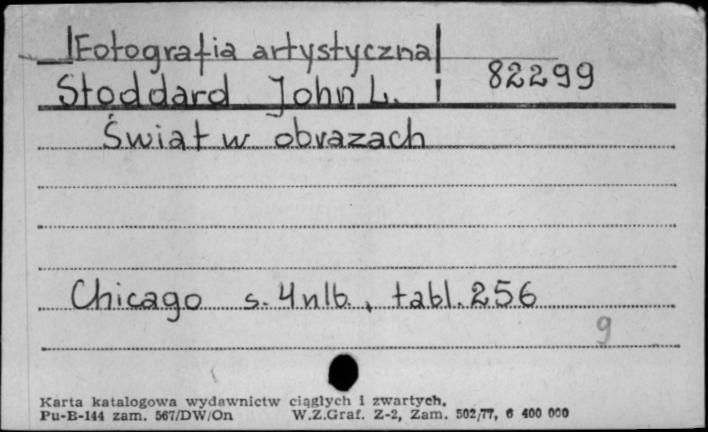 |Fotografia artystyczna|
Stoddard John L. 82299
Świat w obrazach
Chicago s. 4 nlb., tabl. 256
g
Karta katalogowa wydawnictw ciągłych i zwartych.
Pu-B-144 zam. 567/DW/On W.Z.Graf. Z-2, Zam. 502/77, 6 400 000